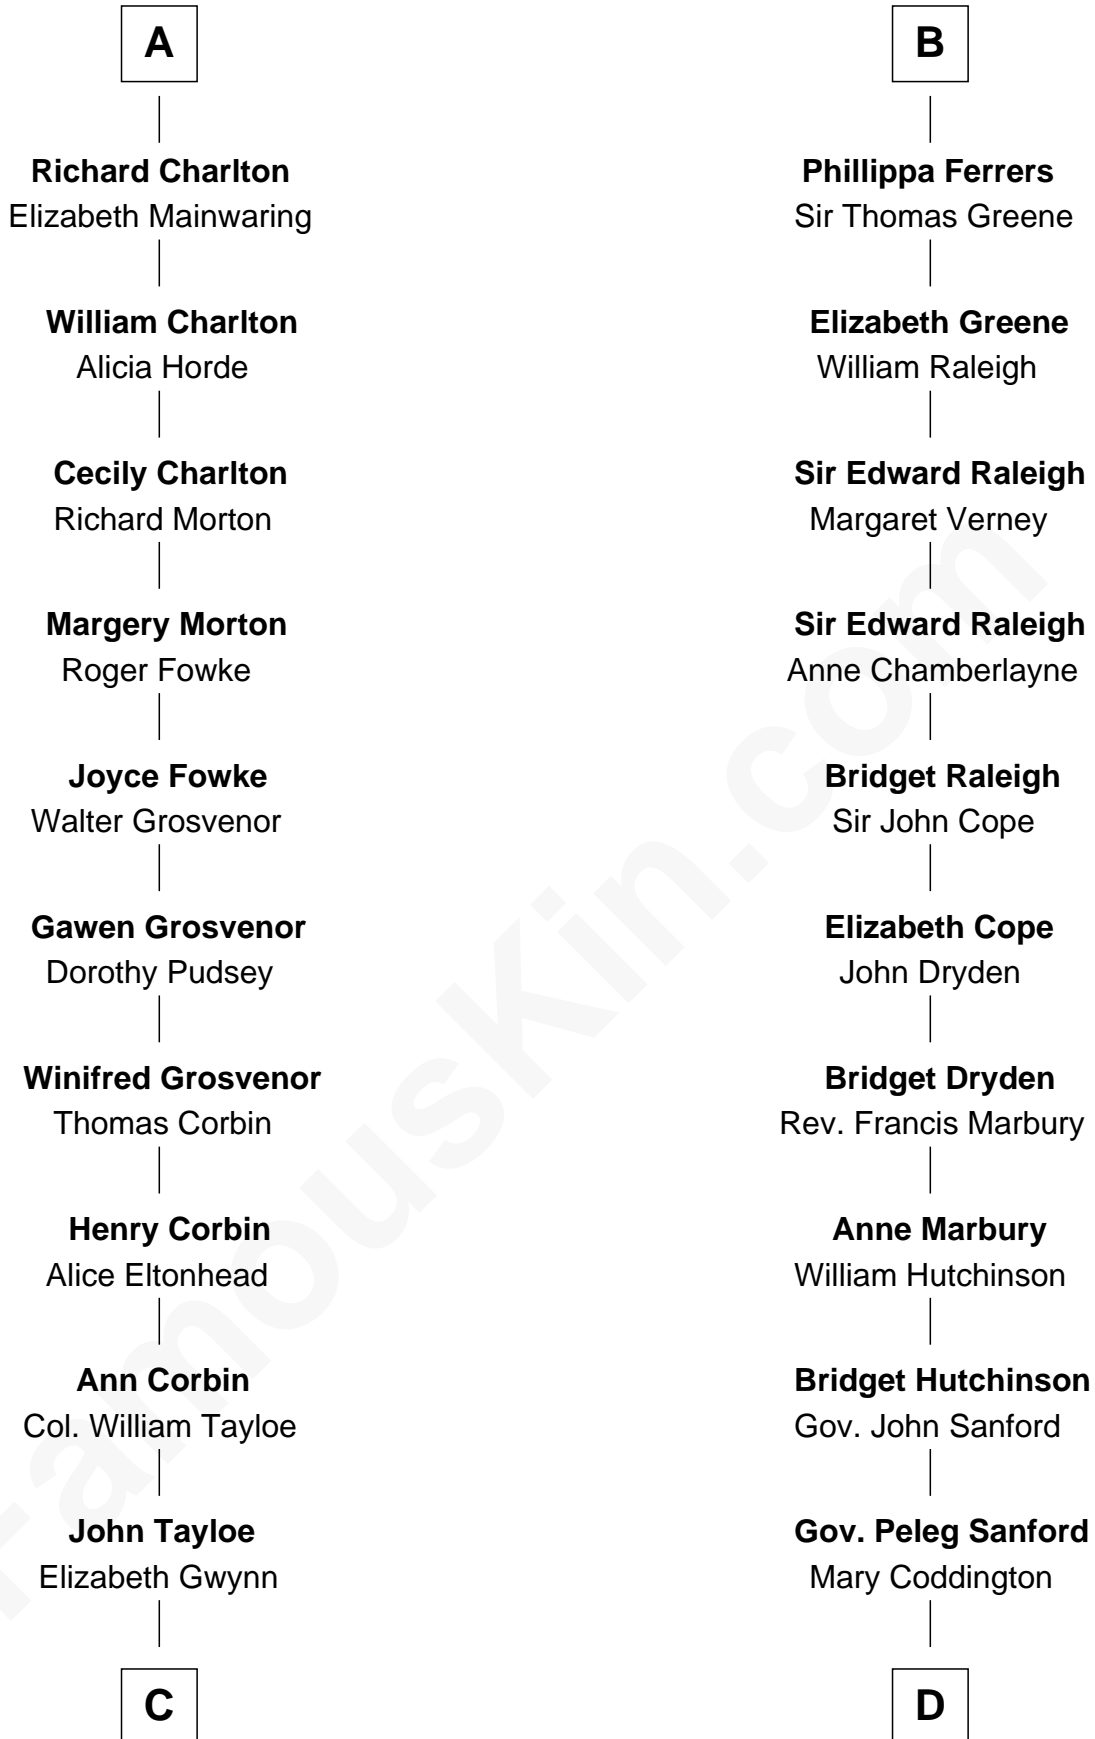 A
Richard Charlton
Elizabeth Mainwaring
William Charlton
Alicia Horde
Cecily Charlton
Richard Morton
Margery Morton
Roger Fowke
Joyce Fowke
Walter Grosvenor
Gawen Grosvenor
Dorothy Pudsey
Winifred Grosvenor
Thomas Corbin
Henry Corbin
Alice Eltonhead
Ann Corbin
Col. William Tayloe
John Tayloe
Elizabeth Gwynn
C
B
Phillippa Ferrers
Sir Thomas Greene
Elizabeth Greene
William Raleigh
Sir Edward Raleigh
Margaret Verney
Sir Edward Raleigh
Anne Chamberlayne
Bridget Raleigh
Sir John Cope
Elizabeth Cope
John Dryden
Bridget Dryden
Rev. Francis Marbury
Anne Marbury
William Hutchinson
Bridget Hutchinson
Gov. John Sanford
Gov. Peleg Sanford
Mary Coddington
D
FamousKin.com